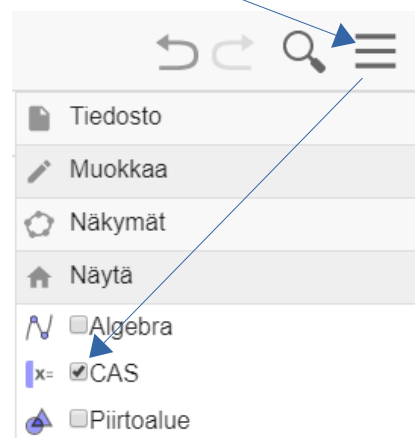 Tiedosto
Muokkaa
Näkymät
Näytä
Algebra
x= CAS
Piirtoalue